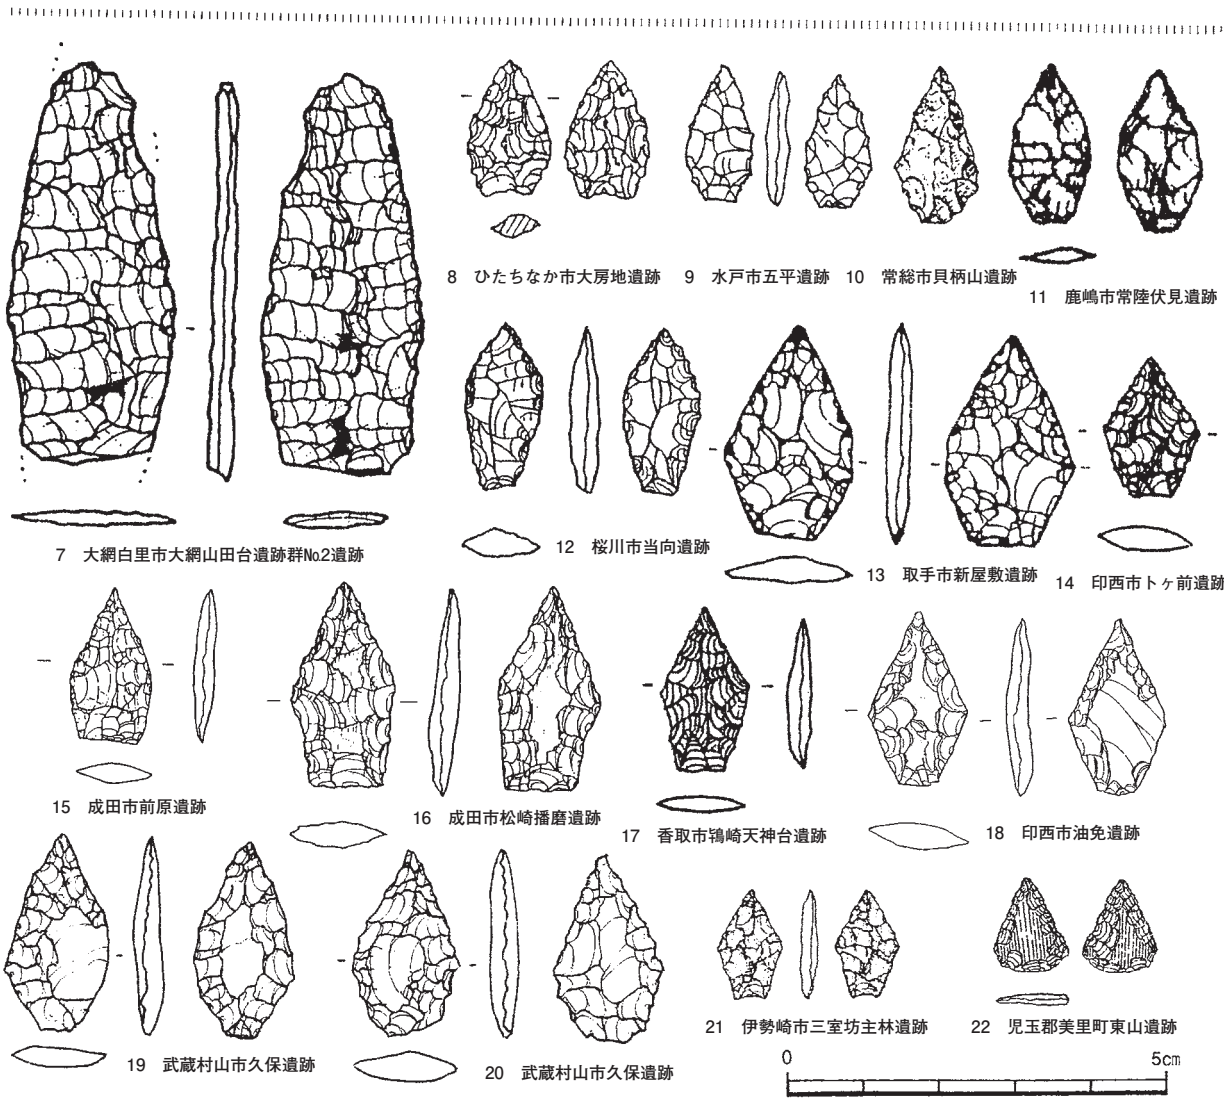 8 ひたちなか市大房地遺跡
9 水戸市五平遺跡
10 常総市貝柄山遺跡
11 鹿嶋市常陸伏見遺跡
7 大網白里市大網山田台遺跡群No.2遺跡
12 桜川市当向遺跡
13 取手市新屋敷遺跡
14 印西市トヶ前遺跡
15 成田市前原遺跡
16 成田市松崎播磨遺跡
17 香取市鴇崎天神台遺跡
18 印西市油免遺跡
19 武蔵村山市久保遺跡
20 武蔵村山市久保遺跡
21 伊勢崎市三室坊主林遺跡
22 児玉郡美里町東山遺跡
0 5cm